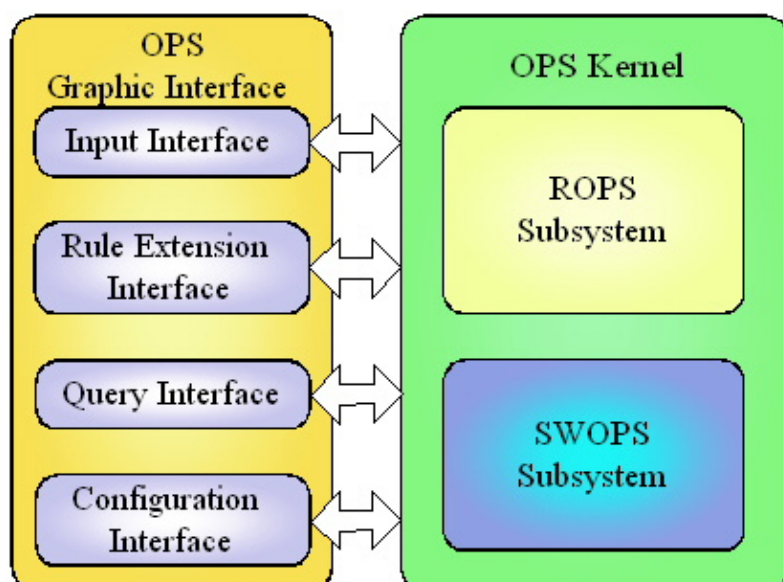 OPS
Graphic Interface
Input Interface
Rule Extension
Interface
Query Interface
Configuration
Interface
OPS Kernel
ROPS
Subsystem
SWOPS
Subsystem